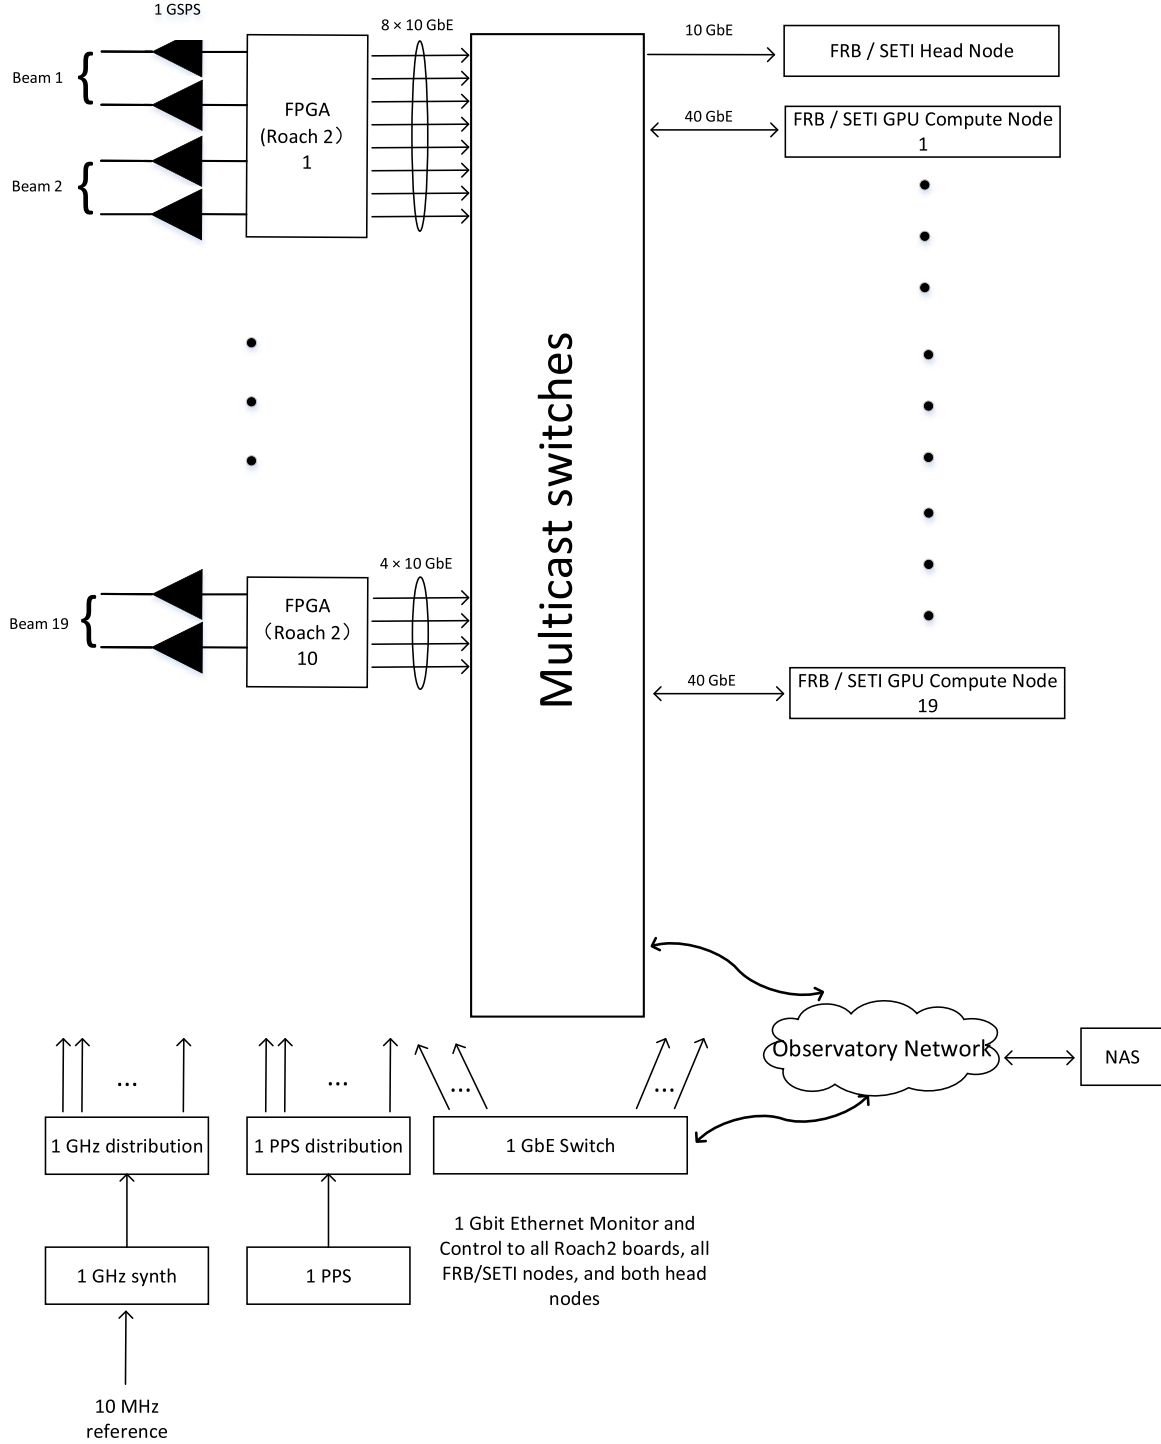 1 GSPS
8 × 10 GbE
10 GbE
FRB / SETI Head Node
Beam 1
FPGA
(Roach 2）
1
40 GbE
FRB / SETI GPU Compute Node
1
Beam 2
Multicast switches
4 × 10 GbE
Beam 19
FPGA
（Roach 2）
10
40 GbE
FRB / SETI GPU Compute Node
19
...
...
...
...
Observatory Network
NAS
1 GHz distribution
1 PPS distribution
1 GbE Switch
1 Gbit Ethernet Monitor and
Control to all Roach2 boards, all
FRB/SETI nodes, and both head
nodes
1 GHz synth
1 PPS
10 MHz
reference